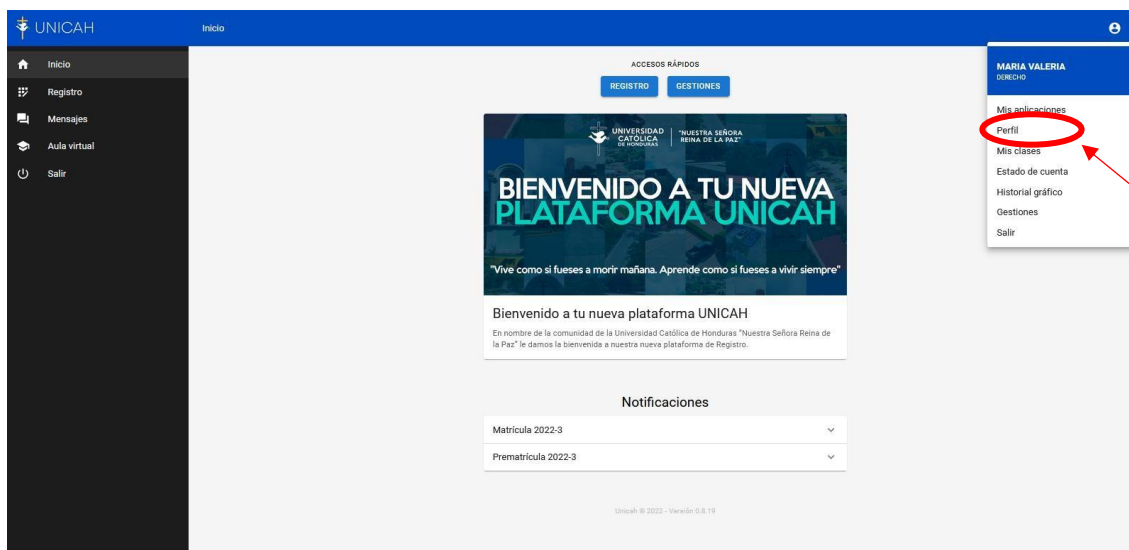 UNICAH
Inicio
Inicio
Registro
Mensajes
Aula virtual
Salir
ACCESOS RÁPIDOS
REGISTRO GESTIONES
UNIVERSIDAD
CATÓLICA
DE HONDURAS
"NUESTRA SEÑORA
REINA DE LA PAZ"
BIENVENIDO A TU NUEVA
PLATAFORMA UNICAH
"Vive como si fueses a morir mañana. Aprende como si fueses a vivir siempre"
Bienvenido a tu nueva plataforma UNICAH
En nombre de la comunidad de la Universidad Católica de Honduras "Nuestra Señora Reina de
la Paz" le damos la bienvenida a nuestra nueva plataforma de Registro.
Notificaciones
Matrícula 2022-3
Prematrícula 2022-3
Unicah © 2022 - Versión 0.8.19
MARIA VALERIA
DERECHO
Mis aplicaciones
Perfil
Mis clases
Estado de cuenta
Historial gráfico
Gestiones
Salir